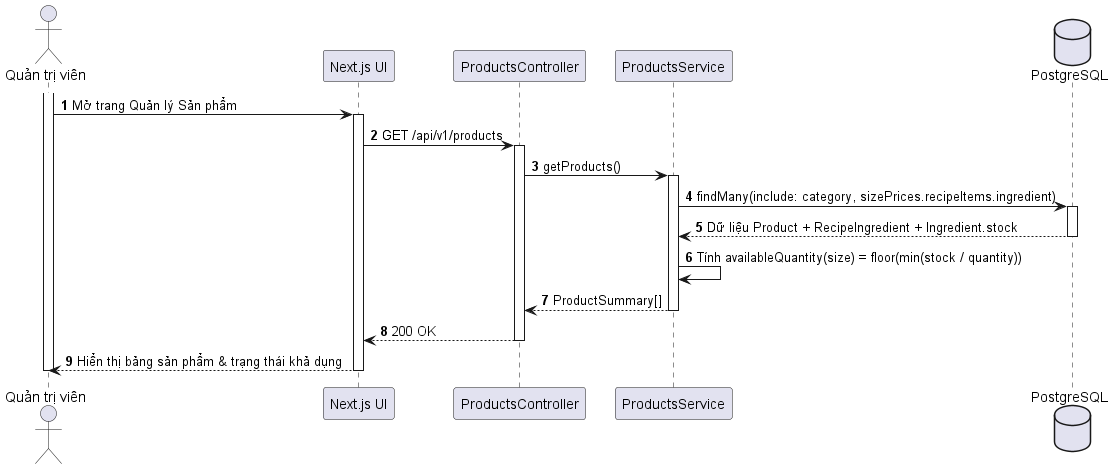 Quản trị viên
Next.js UI
ProductsController
ProductsService
PostgreSQL
1 Mở trang Quản lý Sản phẩm
2 GET /api/v1/products
3 getProducts()
4 findMany(include: category, sizePrices.recipeItems.ingredient)
5 Dữ liệu Product + RecipeIngredient + Ingredient.stock
6 Tính availableQuantity(size) = floor(min(stock / quantity))
7 ProductSummary[]
8 200 OK
9 Hiển thị bảng sản phẩm & trạng thái khả dụng
Quản trị viên
Next.js UI
ProductsController
ProductsService
PostgreSQL